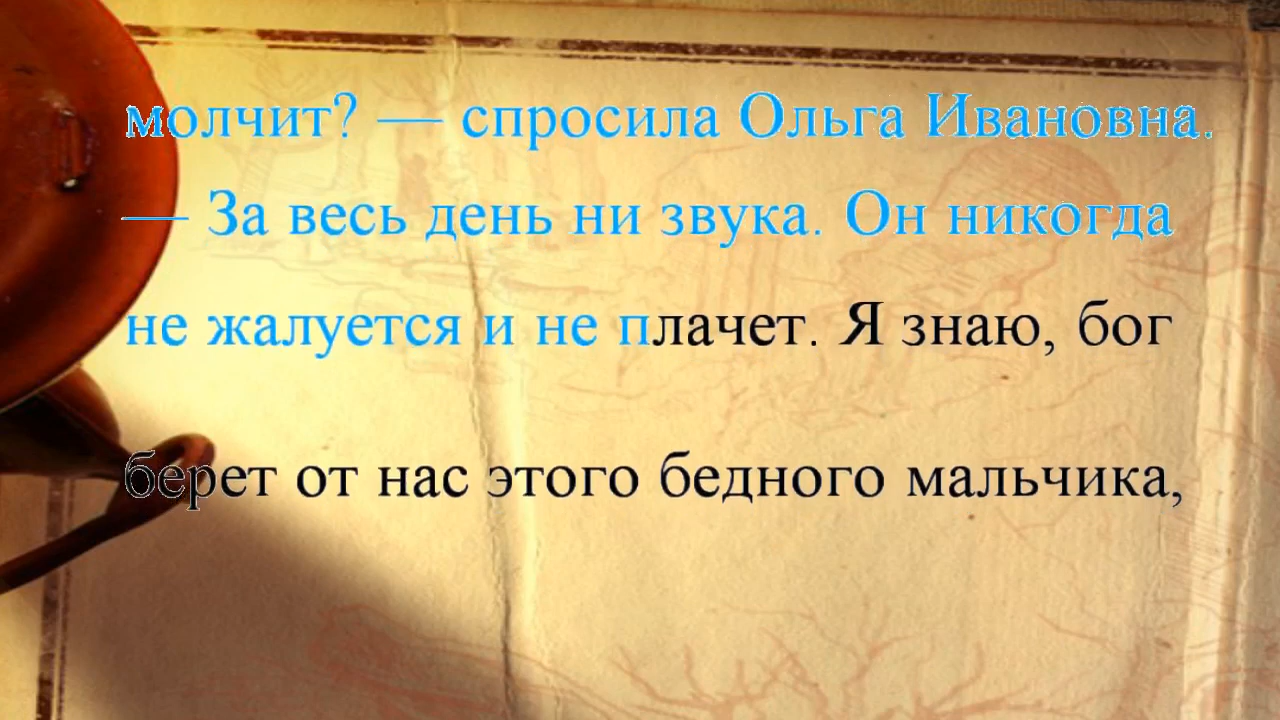 молчит? — спросила Ольга Ивановна.
— За весь день ни звука. Он никогда
не жалуется и не плачет. Я знаю, бог
берет от нас этого бедного мальчика,